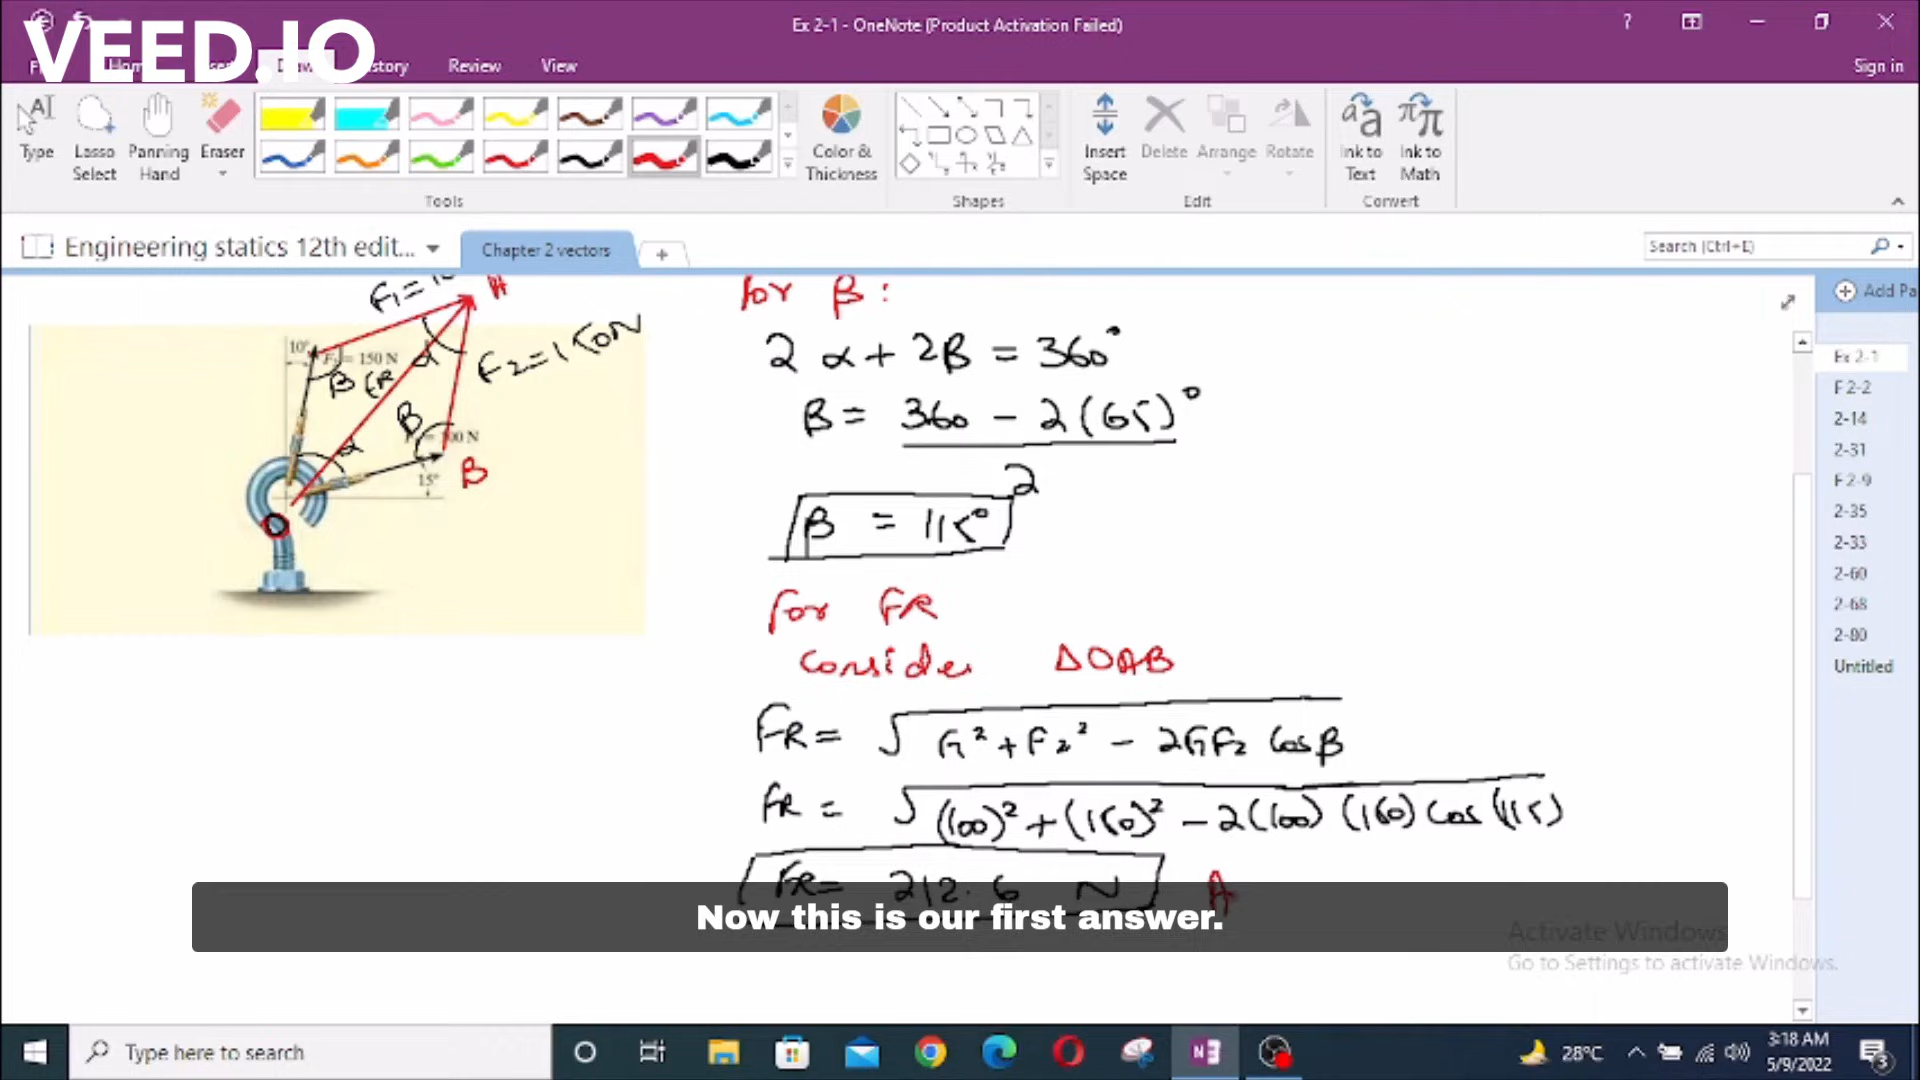 VEED.IO
Ex 2-1 - OneNote (Product Activation Failed)
?
Review
View
Sign in
Type
Lasso Select
Panning Hand
Eraser
Color & Thickness
Insert Space
Delete
Arrange
Rotate
Ink to Text
Ink to Math
Tools
Shapes
Edit
Convert
Engineering statics 12th edit...
Chapter 2 vectors
+
Search (Ctrl+E)
Add Pa
Ex 2-1
F 2-2
2-14
2-31
F 2-9
2-35
2-33
2-60
2-68
2-80
Untitled
A
F2=150N
10°
= 150 N
β FR α
β
α
15°
B
for β :
2 α + 2β = 360°
β = 360 - 2(65)°
2
β = 115°
for FR
consider ΔOAB
FR = √ F1² + F2² - 2F1F2 cosβ
FR = √ (100)² + (150)² - 2(100) (150) cos(115)
FR = 212.6 N
Now this is our first answer.
Activate Windows
Go to Settings to activate Windows.
Type here to search
28°C
3:18 AM
5/9/2022
3